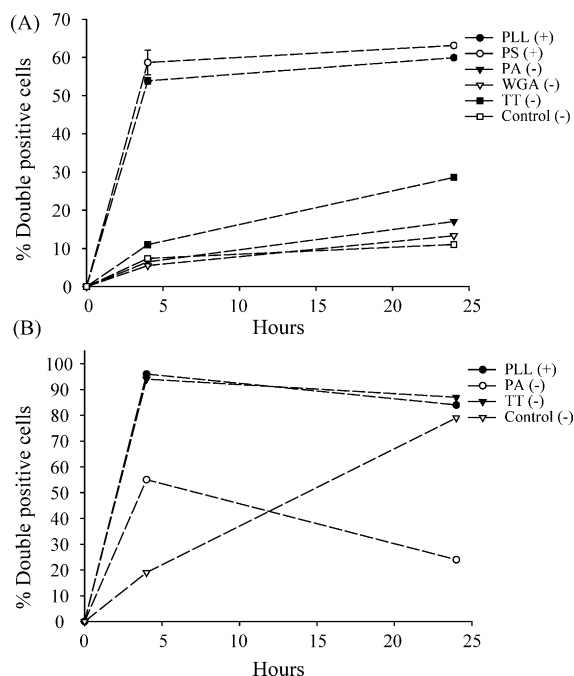 (A)
70
60
50
40
30
20
10
0
% Double positive cells
0 5 10 15 20 25
Hours
PLL (+)
PS (+)
PA (-)
WGA (-)
TT (-)
Control (-)
(B)
100
90
80
70
60
50
40
30
20
10
0
% Double positive cells
0 5 10 15 20 25
Hours
PLL (+)
PA (-)
TT (-)
Control (-)